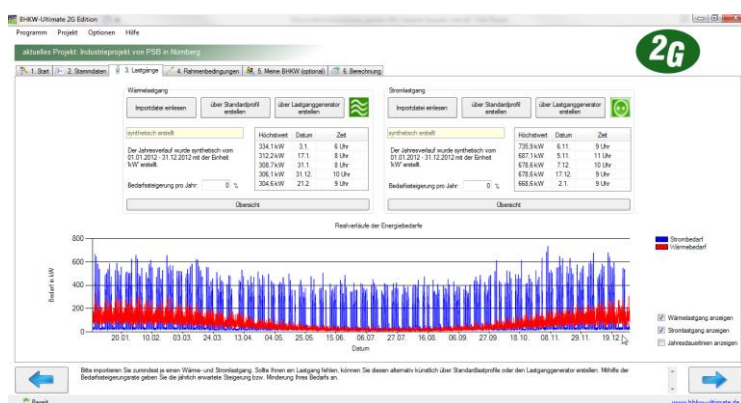 BHKW-Ultimate 2G Edition
Programm Projekt Optionen Hilfe
aktuelles Projekt: Industrieprojekt von PSB in Nürnberg
2G
1. Start 2. Stammdaten 3. Lastgänge 4. Rahmenbedingungen 5. Meine BHKW (optional) 6. Berechnung
Wärmelastgang
Importdatei einlesen
über Standardprofil erstellen
über Lastganggenerator erstellen
synthetisch erstellt
Der Jahresverlauf wurde synthetisch vom
01.01.2012 - 31.12.2012 mit der Einheit
'kW' erstellt.
Bedarfssteigerung pro Jahr: 0 %
Höchstwert Datum Zeit
334,1 kW 3.1. 6 Uhr
312,2 kW 17.1. 8 Uhr
308,7 kW 31.1. 8 Uhr
306,1 kW 31.12. 10 Uhr
304,6 kW 21.2. 9 Uhr
Übersicht
Stromlastgang
Importdatei einlesen
über Standardprofil erstellen
über Lastganggenerator erstellen
synthetisch erstellt
Der Jahresverlauf wurde synthetisch vom
01.01.2012 - 31.12.2012 mit der Einheit
'kW' erstellt.
Bedarfssteigerung pro Jahr: 0 %
Höchstwert Datum Zeit
735,9 kW 6.11. 9 Uhr
687,1 kW 5.11. 11 Uhr
678,6 kW 7.12. 10 Uhr
678,6 kW 17.12. 9 Uhr
668,6 kW 2.1. 9 Uhr
Übersicht
Realverläufe der Energiebedarfe
Bedarf in kW
800
600
400
200
0
20.01. 10.02. 03.03. 24.03. 13.04. 04.05. 25.05. 15.06. 06.07. 27.07. 16.08. 06.09. 27.09. 18.10. 08.11. 29.11. 19.12.
Datum
Strombedarf
Wärmebedarf
Wärmelastgang anzeigen
Stromlastgang anzeigen
Jahresdauerlinien anzeigen
Bitte importieren Sie zumindest je einen Wärme- und Stromlastgang. Sollte Ihnen ein Lastgang fehlen, können Sie diesen alternativ künstlich über Standardlastprofile oder den Lastganggenerator erstellen. Mithilfe der
Bedarfssteigerungsrate geben Sie die jährlich erwartete Steigerung bzw. Minderung Ihres Bedarfs an.
Bereit
www.bhkw-ultimate.de